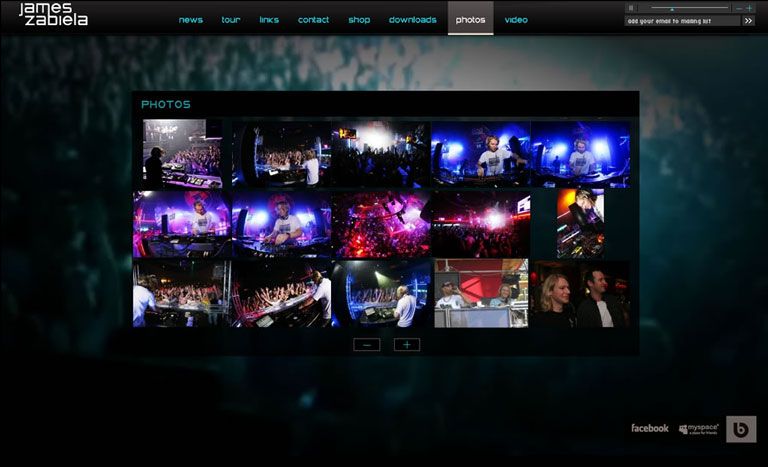 james
zabiela
news tour links contact shop downloads photos video
add your email to mailing list
PHOTOS
facebook
myspace
a place for friends